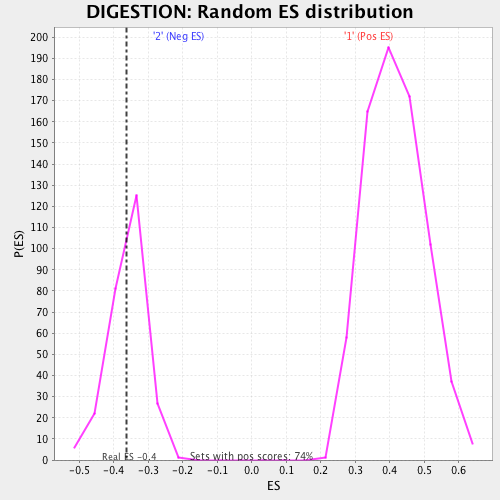 DIGESTION: Random ES distribution
'2' (Neg ES)
'1' (Pos ES)
200
190
180
170
160
150
140
130
120
110
100
90
80
70
60
50
40
30
20
10
0
P(ES)
Real ES -0.4
Sets with pos scores: 74%
-0.5 -0.4 -0.3 -0.2 -0.1 0.0 0.1 0.2 0.3 0.4 0.5 0.6
ES